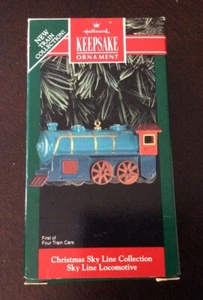 NEW
TRAIN
COLLECTION!
Hallmark
KEEPSAKE
ORNAMENT
First of
Four Train Cars
Christmas Sky Line Collection
Sky Line Locomotive